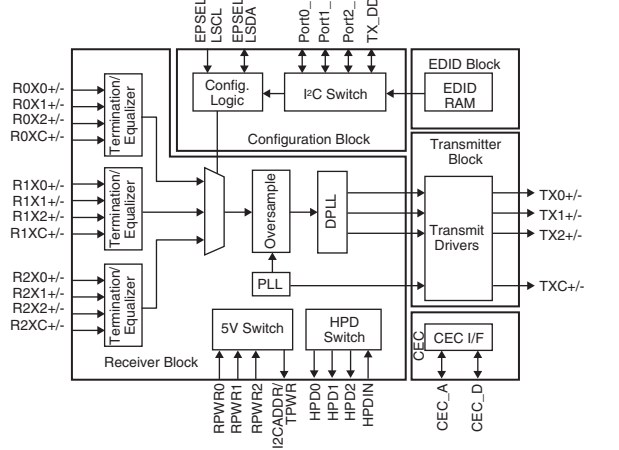 EPSEL
LSCL
EPSEL
LSDA
Port0_
Port1_
Port2_
TX_DD
R0X0+/-
R0X1+/-
R0X2+/-
R0XC+/-
Termination/
Equalizer
Config.
Logic
I²C Switch
Configuration Block
EDID Block
EDID
RAM
R1X0+/-
R1X1+/-
R1X2+/-
R1XC+/-
Termination/
Equalizer
Oversample
DPLL
PLL
Transmitter
Block
Transmit
Drivers
TX0+/-
TX1+/-
TX2+/-
TXC+/-
R2X0+/-
R2X1+/-
R2X2+/-
R2XC+/-
Termination/
Equalizer
5V Switch
HPD
Switch
Receiver Block
CEC
CEC I/F
RPWR0
RPWR1
RPWR2
I2CADDR/
TPWR
HPD0
HPD1
HPD2
HPDIN
CEC_A
CEC_D